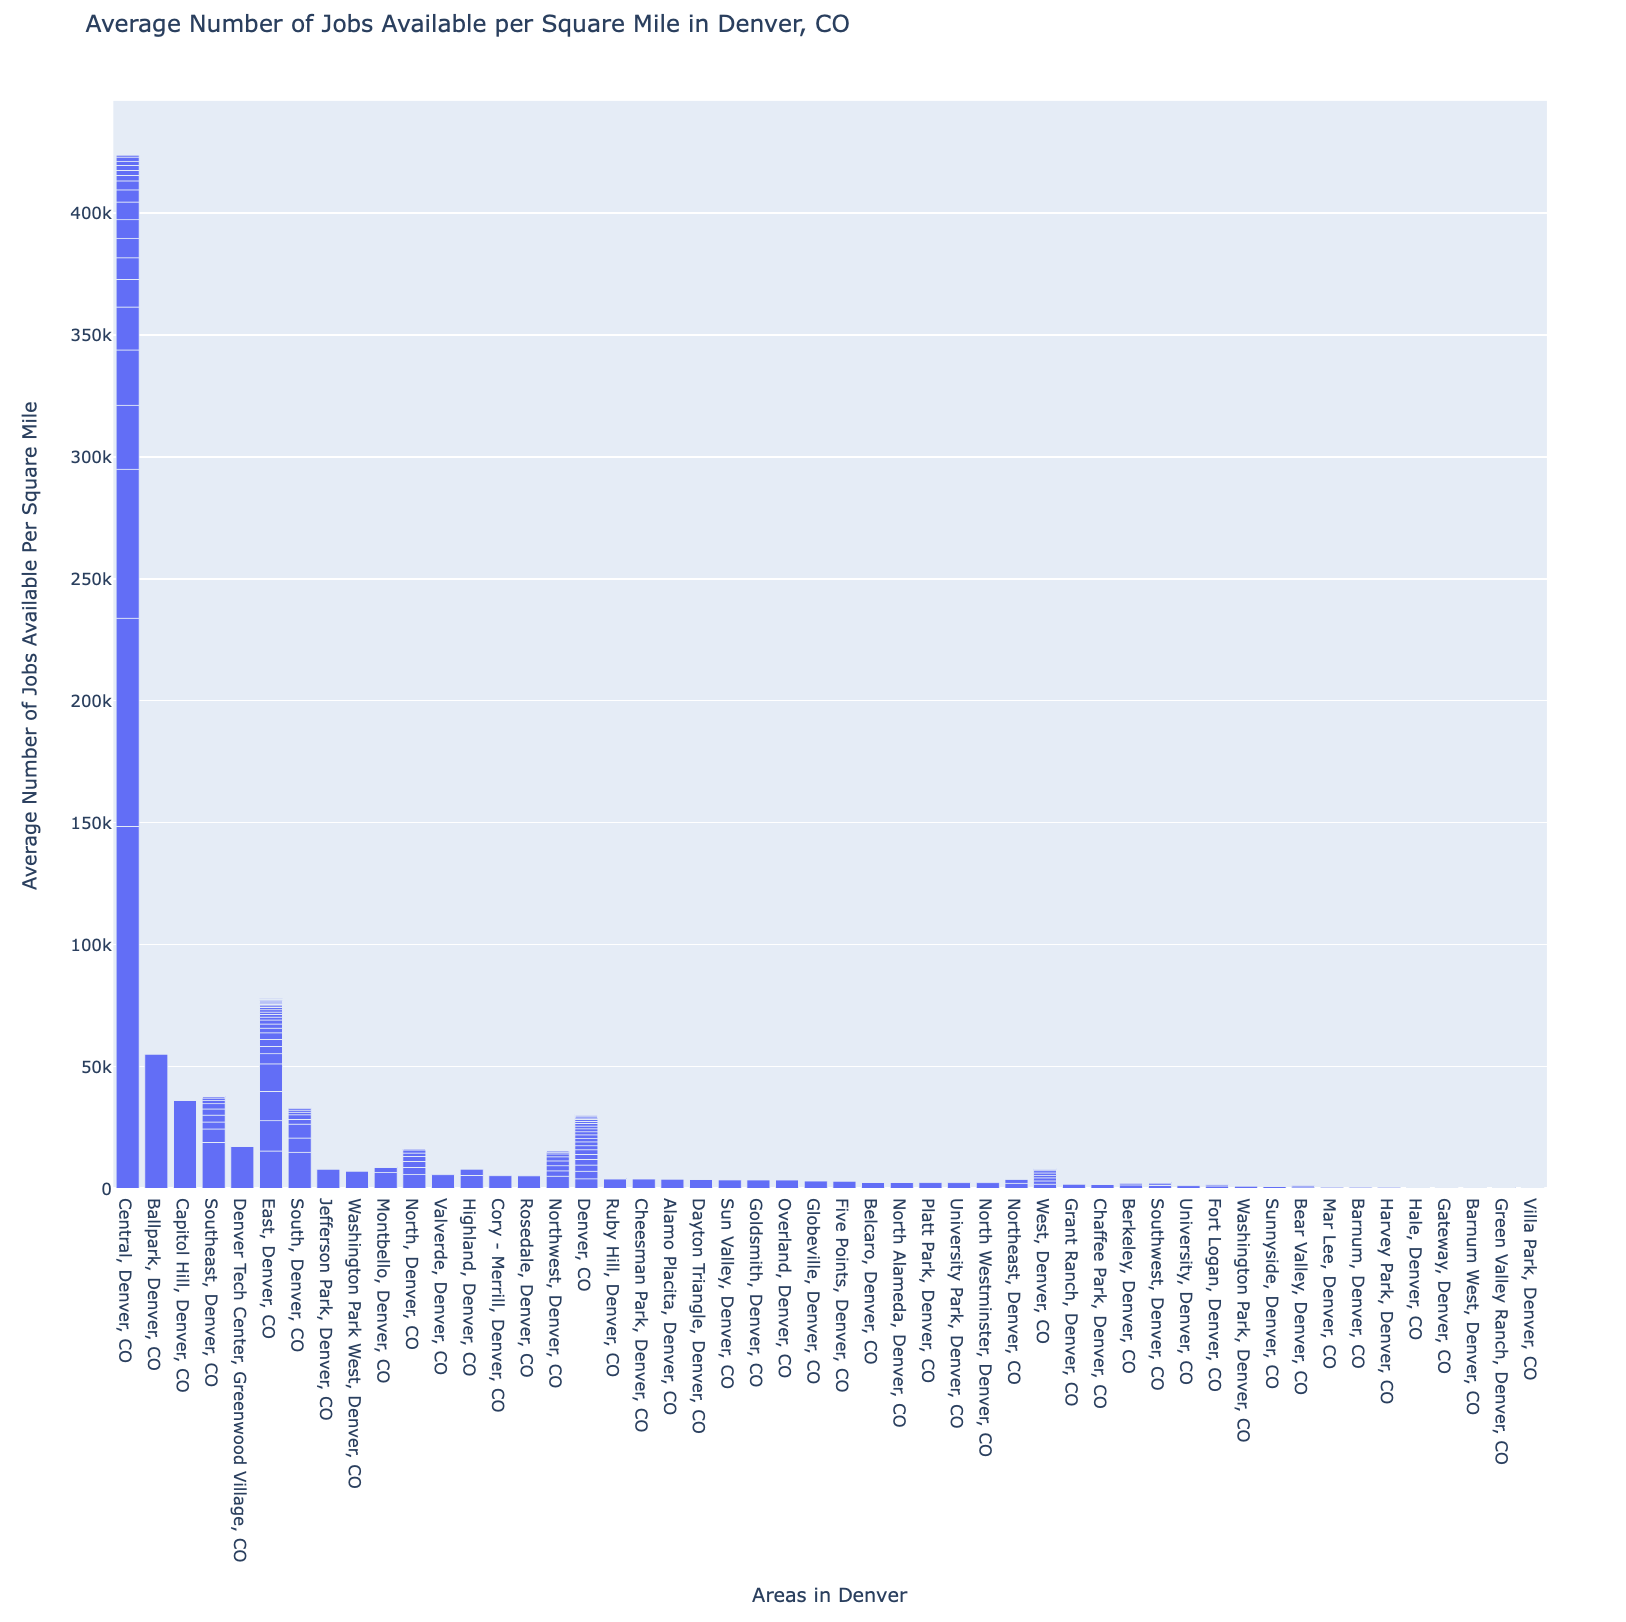 Average Number of Jobs Available per Square Mile in Denver, CO
Average Number of Jobs Available Per Square Mile
400k
350k
300k
250k
200k
150k
100k
50k
0
Central, Denver, CO
Ballpark, Denver, CO
Capitol Hill, Denver, CO
Southeast, Denver, CO
Denver Tech Center, Greenwood Village, CO
East, Denver, CO
South, Denver, CO
Jefferson Park, Denver, CO
Washington Park West, Denver, CO
Montbello, Denver, CO
North, Denver, CO
Valverde, Denver, CO
Highland, Denver, CO
Cory - Merrill, Denver, CO
Rosedale, Denver, CO
Northwest, Denver, CO
Denver, CO
Ruby Hill, Denver, CO
Cheesman Park, Denver, CO
Alamo Placita, Denver, CO
Dayton Triangle, Denver, CO
Sun Valley, Denver, CO
Goldsmith, Denver, CO
Overland, Denver, CO
Globeville, Denver, CO
Five Points, Denver, CO
Belcaro, Denver, CO
North Alameda, Denver, CO
Platt Park, Denver, CO
University Park, Denver, CO
North Westminster, Denver, CO
Northeast, Denver, CO
West, Denver, CO
Grant Ranch, Denver, CO
Chaffee Park, Denver, CO
Berkeley, Denver, CO
Southwest, Denver, CO
University, Denver, CO
Fort Logan, Denver, CO
Washington Park, Denver, CO
Sunnyside, Denver, CO
Bear Valley, Denver, CO
Mar Lee, Denver, CO
Barnum, Denver, CO
Harvey Park, Denver, CO
Hale, Denver, CO
Gateway, Denver, CO
Barnum West, Denver, CO
Green Valley Ranch, Denver, CO
Villa Park, Denver, CO
Areas in Denver